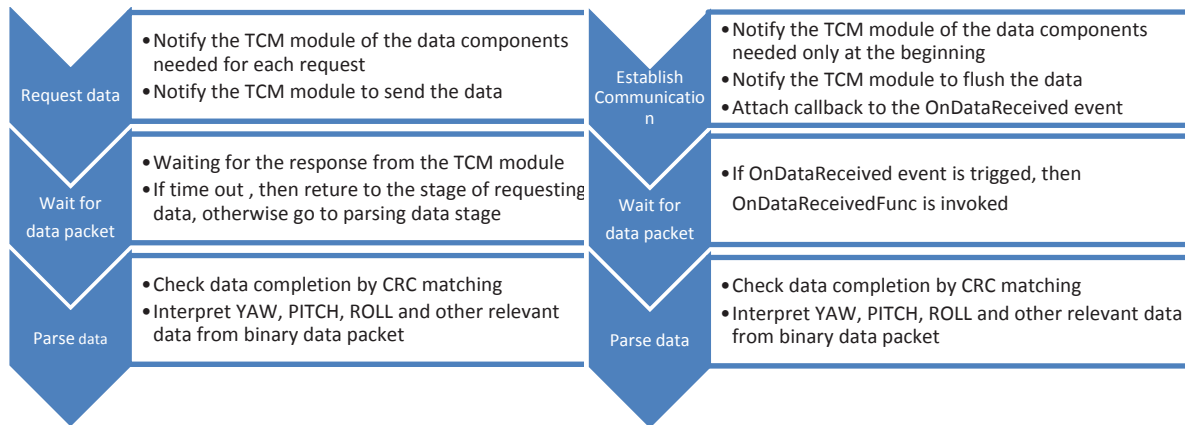 Request data
•Notify the TCM module of the data components
needed for each request
•Notify the TCM module to send the data
Wait for
data packet
•Waiting for the response from the TCM module
•If time out , then reture to the stage of requesting
data, otherwise go to parsing data stage
Parse data
•Check data completion by CRC matching
•Interpret YAW, PITCH, ROLL and other relevant
data from binary data packet
Establish
Communicatio
n
•Notify the TCM module of the data components
needed only at the beginning
•Notify the TCM module to flush the data
•Attach callback to the OnDataReceived event
Wait for
data packet
•If OnDataReceived event is trigged, then
OnDataReceivedFunc is invoked
Parse data
•Check data completion by CRC matching
•Interpret YAW, PITCH, ROLL and other relevant data
from binary data packet